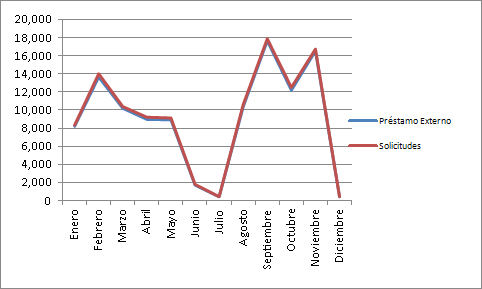 20,000
18,000
16,000
14,000
12,000
10,000
8,000
6,000
4,000
2,000
0
Enero
Febrero
Marzo
Abril
Mayo
Junio
Julio
Agosto
Septiembre
Octubre
Noviembre
Diciembre
Préstamo Externo
Solicitudes